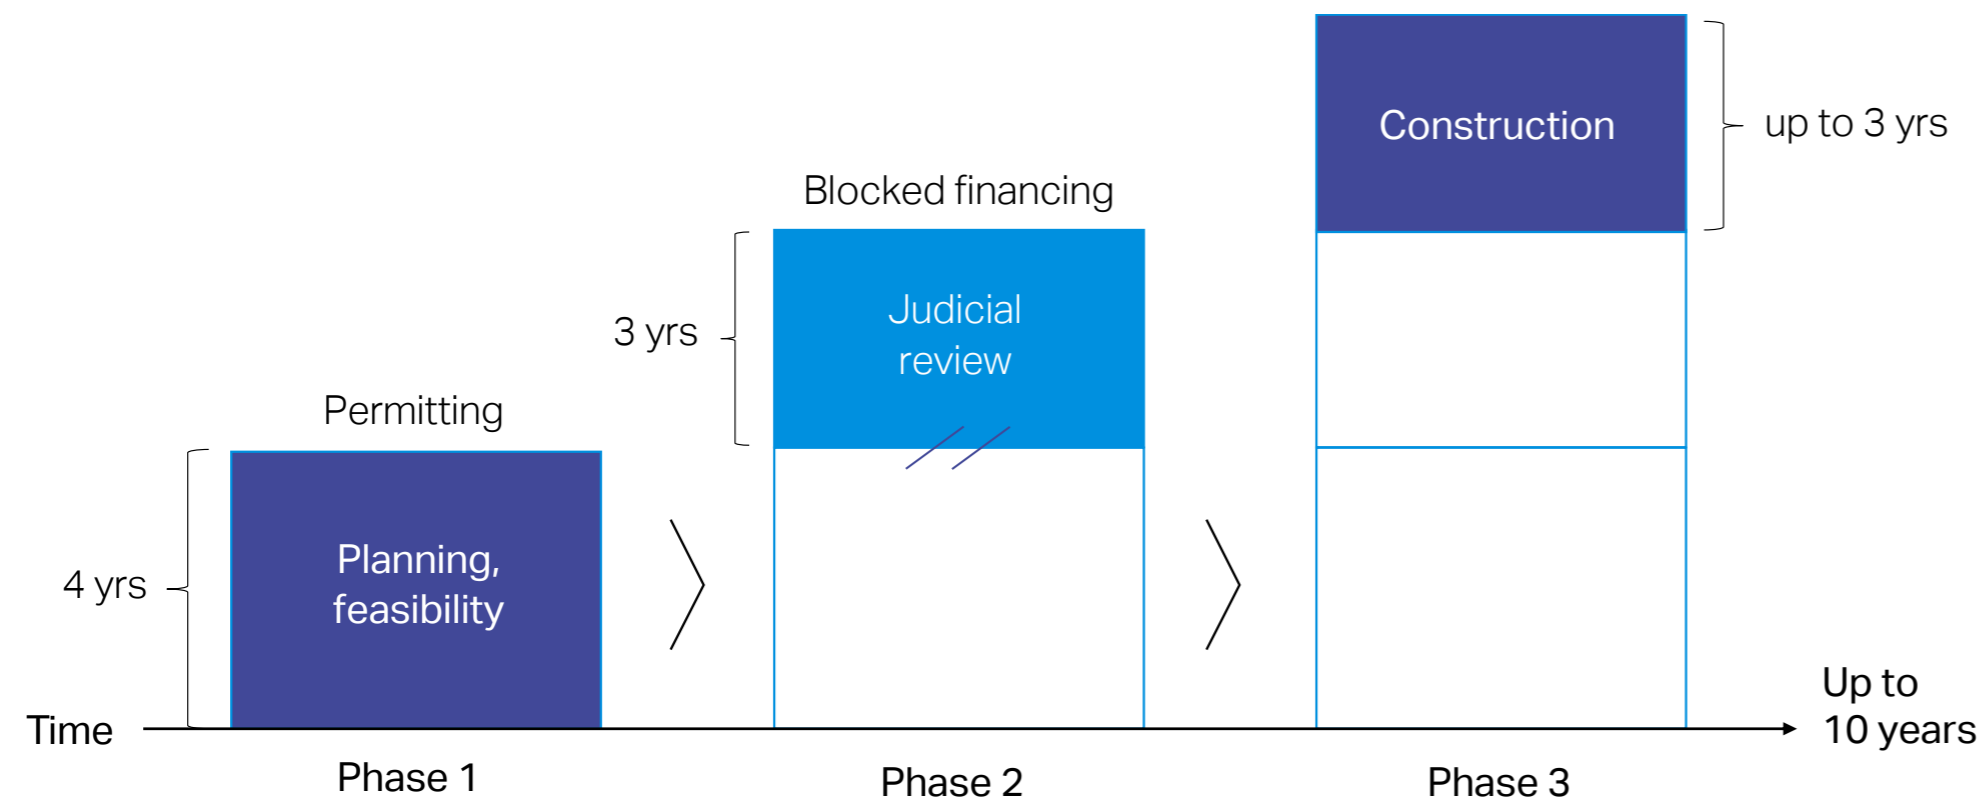 Construction
up to 3 yrs
Blocked financing
Judicial
review
3 yrs
Permitting
Planning,
feasibility
4 yrs
Up to
10 years
Time
Phase 1
Phase 2
Phase 3